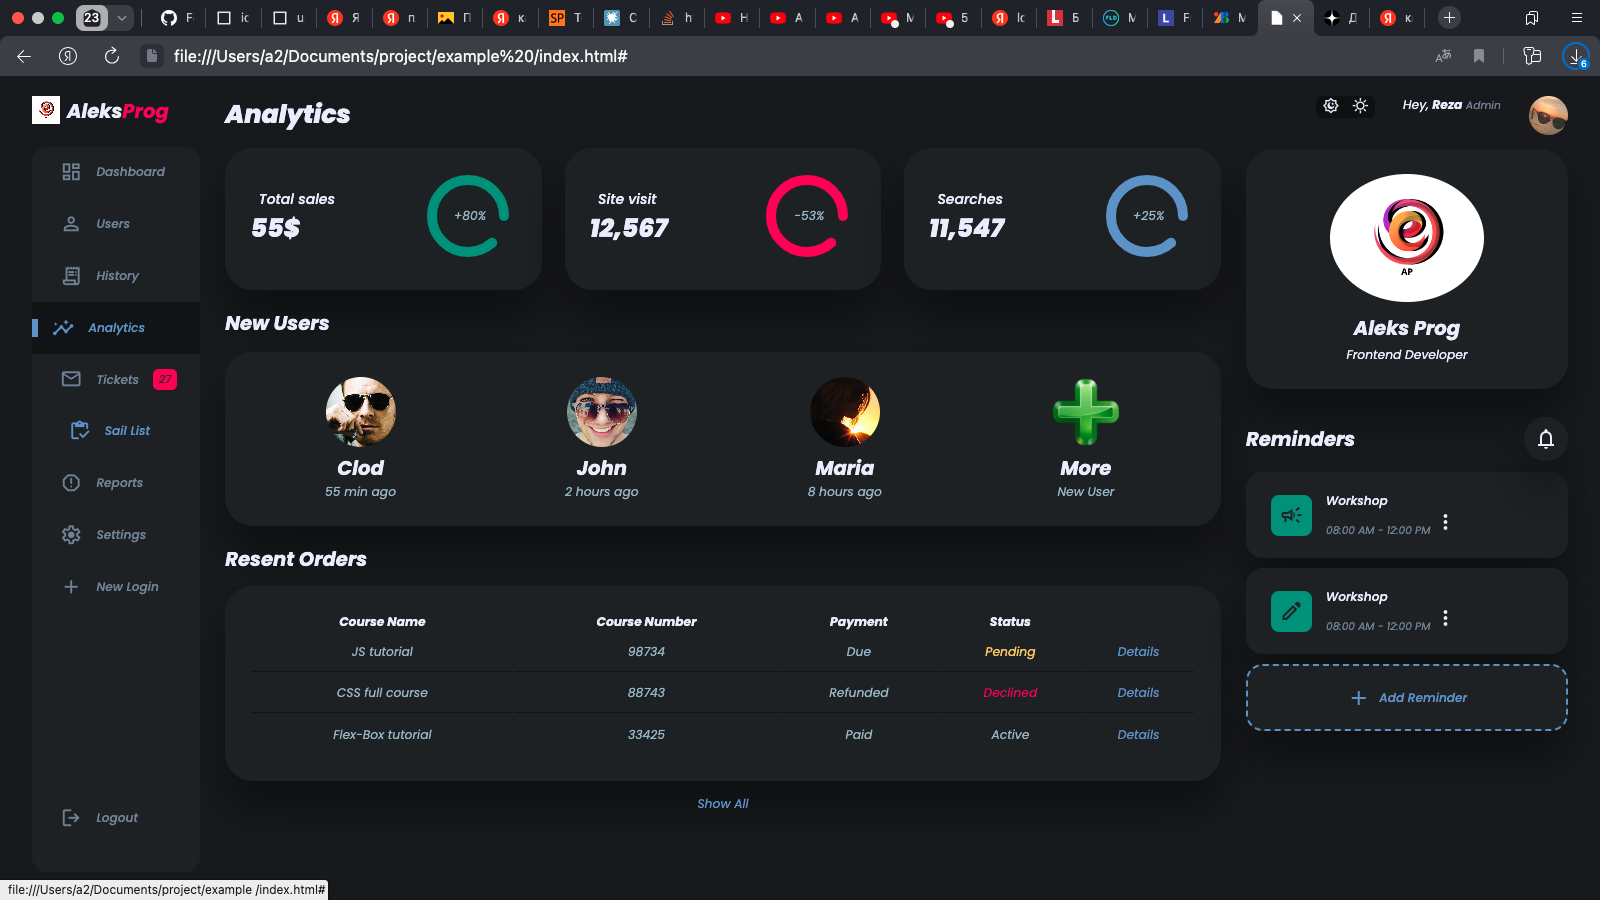 23
F
ic
u
Я
п
П
к
SP
Т
С
h
Н
А
А
М
5
Ic
L
Б
FLD
М
L
F
М
Д
к
file:///Users/a2/Documents/project/example%20/index.html#
6
AleksProg
Analytics
Hey, Reza Admin
Dashboard
Users
History
Analytics
Tickets 27
Sail List
Reports
Settings
New Login
Logout
Total sales
55$
+80%
Site visit
12,567
-53%
Searches
11,547
+25%
New Users
Clod
55 min ago
John
2 hours ago
Maria
8 hours ago
More
New User
Resent Orders
Course Name Course Number Payment Status
JS tutorial 98734 Due Pending Details
CSS full course 88743 Refunded Declined Details
Flex-Box tutorial 33425 Paid Active Details
Show All
AP
Aleks Prog
Frontend Developer
Reminders
Workshop
08:00 AM - 12:00 PM
Workshop
08:00 AM - 12:00 PM
Add Reminder
file:///Users/a2/Documents/project/example /index.html#